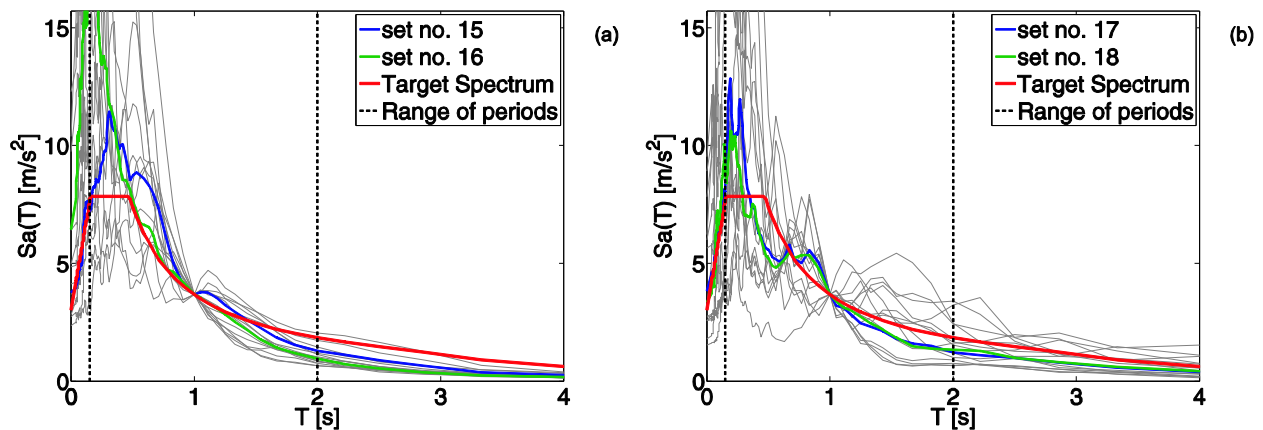 15
10
5
0
0
1
2
3
4
Sa(T) [m/s²]
T [s]
set no. 15
set no. 16
Target Spectrum
Range of periods
(a)
15
10
5
0
0
1
2
3
4
Sa(T) [m/s²]
T [s]
set no. 17
set no. 18
Target Spectrum
Range of periods
(b)